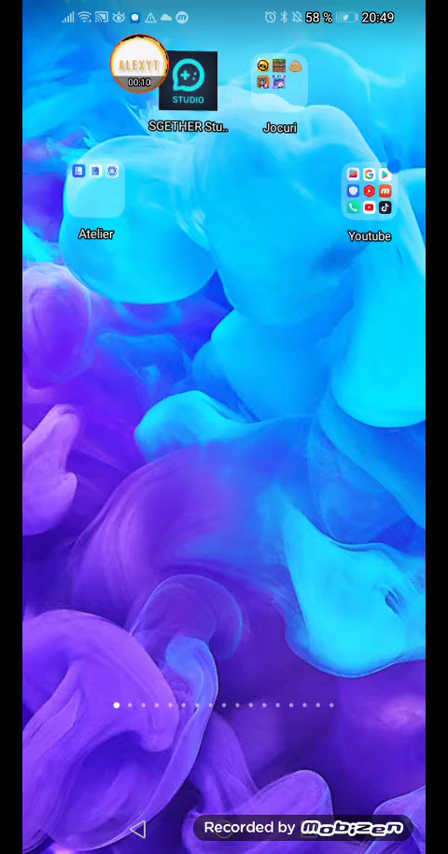 58 % 20:49
ALEXYT
00:10
STUDIO
SGETHER Stu..
Jocuri
Atelier
Youtube
Recorded by Mobizen